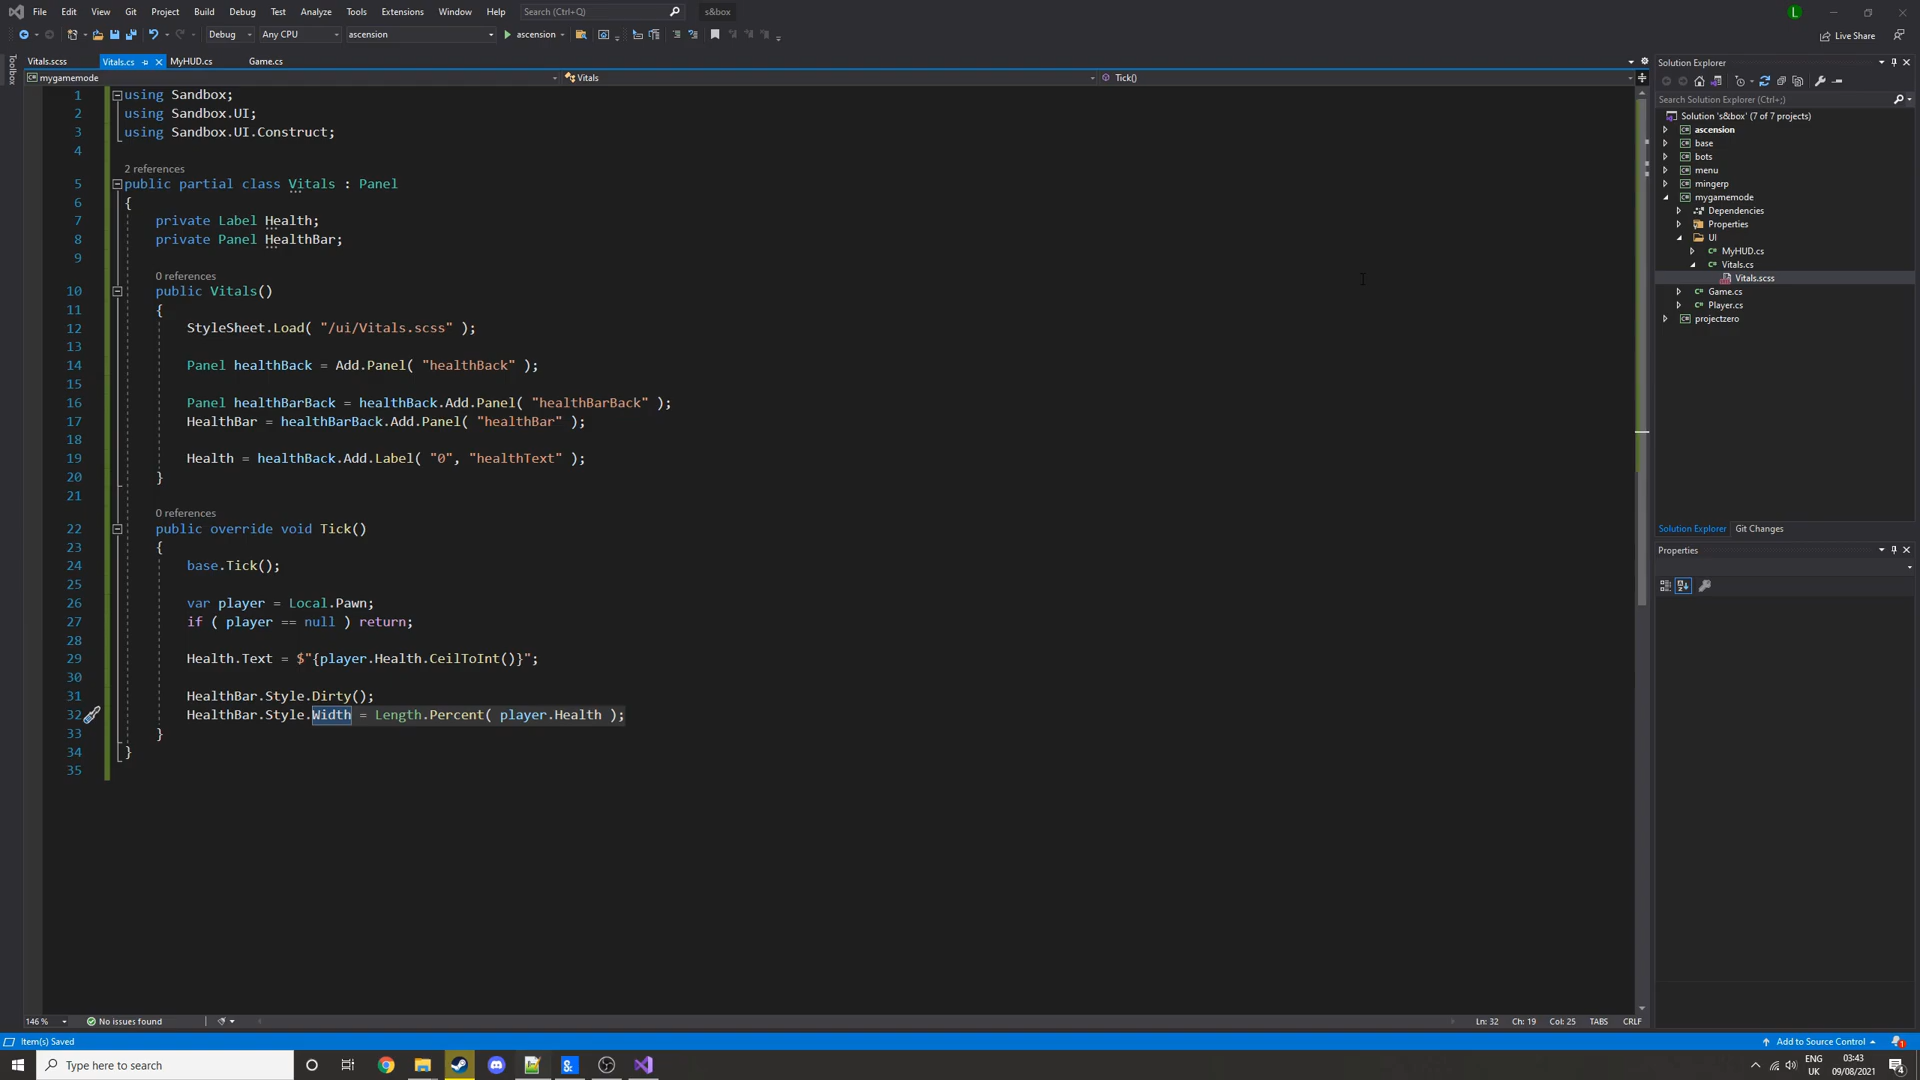 File Edit View Git Project Build Debug Test Analyze Tools Extensions Window Help Search (Ctrl+Q) s&box L
Debug Any CPU ascension ascension Live Share
Toolbox
Vitals.scss Vitals.cs MyHUD.cs Game.cs
mygamemode Vitals Tick()
1 using Sandbox;
2 using Sandbox.UI;
3 using Sandbox.UI.Construct;
4
2 references
5 public partial class Vitals : Panel
6 {
7 private Label Health;
8 private Panel HealthBar;
9
0 references
10 public Vitals()
11 {
12 StyleSheet.Load( "/ui/Vitals.scss" );
13
14 Panel healthBack = Add.Panel( "healthBack" );
15
16 Panel healthBarBack = healthBack.Add.Panel( "healthBarBack" );
17 HealthBar = healthBarBack.Add.Panel( "healthBar" );
18
19 Health = healthBack.Add.Label( "0", "healthText" );
20 }
21
0 references
22 public override void Tick()
23 {
24 base.Tick();
25
26 var player = Local.Pawn;
27 if ( player == null ) return;
28
29 Health.Text = $"{player.Health.CeilToInt()}";
30
31 HealthBar.Style.Dirty();
32 HealthBar.Style.Width = Length.Percent( player.Health );
33 }
34 }
35
146 % No issues found Ln: 32 Ch: 19 Col: 25 TABS CRLF
Solution Explorer
Search Solution Explorer (Ctrl+;)
Solution 's&box' (7 of 7 projects)
ascension
base
bots
menu
mingerp
mygamemode
Dependencies
Properties
UI
MyHUD.cs
Vitals.cs
Vitals.scss
Game.cs
Player.cs
projectzero
Solution Explorer Git Changes
Properties
Item(s) Saved Add to Source Control 1
Type here to search
ENG
UK
03:43
09/08/2021
4